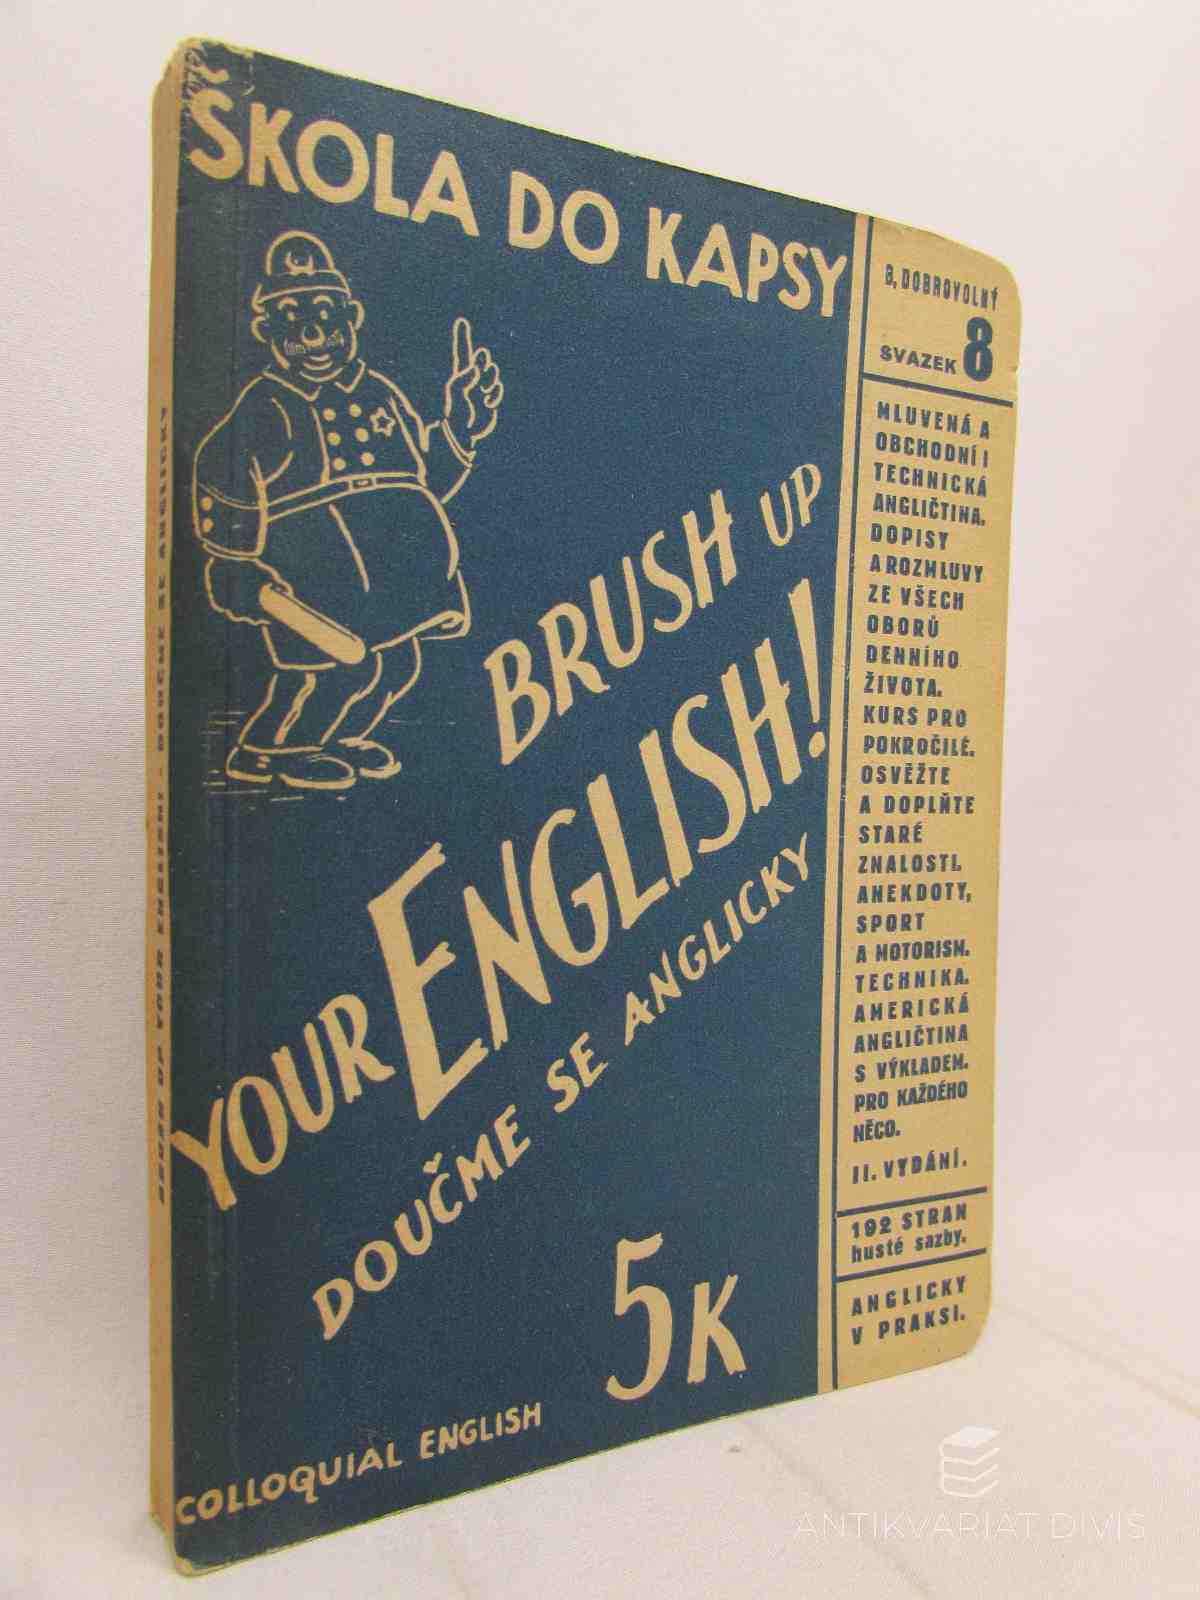 ŠKOLA DO KAPSY
B. DOBROVOLNÝ
SVAZEK 8
MLUVENÁ A
OBCHODNÍ I
TECHNICKÁ
ANGLIČTINA.
DOPISY
A ROZMLUVY
ZE VŠECH
OBORŮ
DENNÍHO
ŽIVOTA.
KURS PRO
POKROČILÉ.
OSVĚŽTE
A DOPLŇTE
STARÉ
ZNALOSTI.
ANEKDOTY,
SPORT
A MOTORISM.
TECHNIKA.
AMERICKÁ
ANGLIČTINA
S VÝKLADEM.
PRO KAŽDÉHO
NĚCO.
II. VYDÁNÍ.
192 STRAN
husté sazby.
ANGLICKY
V PRAKSI.
BRUSH UP
YOUR ENGLISH!
DOUČME SE ANGLICKY
5K
COLLOQUIAL ENGLISH
BRUSH UP YOUR ENGLISH! - DOUČME SE ANGLICKY
ANTIKVARIAT DIVIS